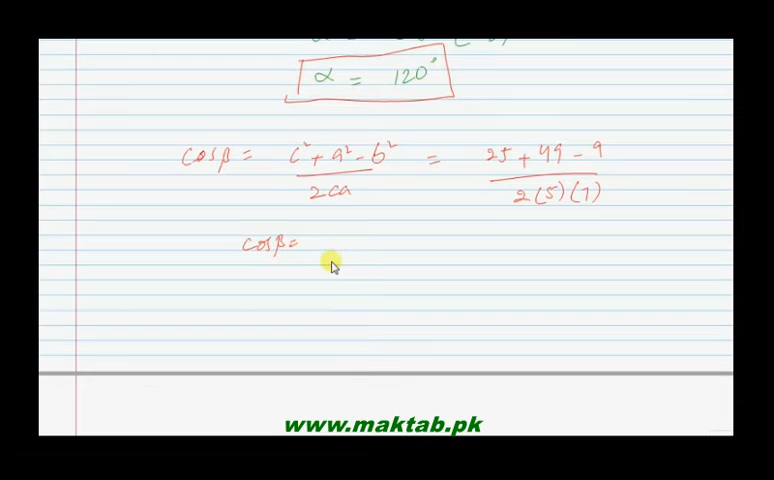 α = 120°
cosβ = c² + a² - b² / 2ca = 25 + 49 - 9 / 2(5)(7)
cosβ =
www.maktab.pk